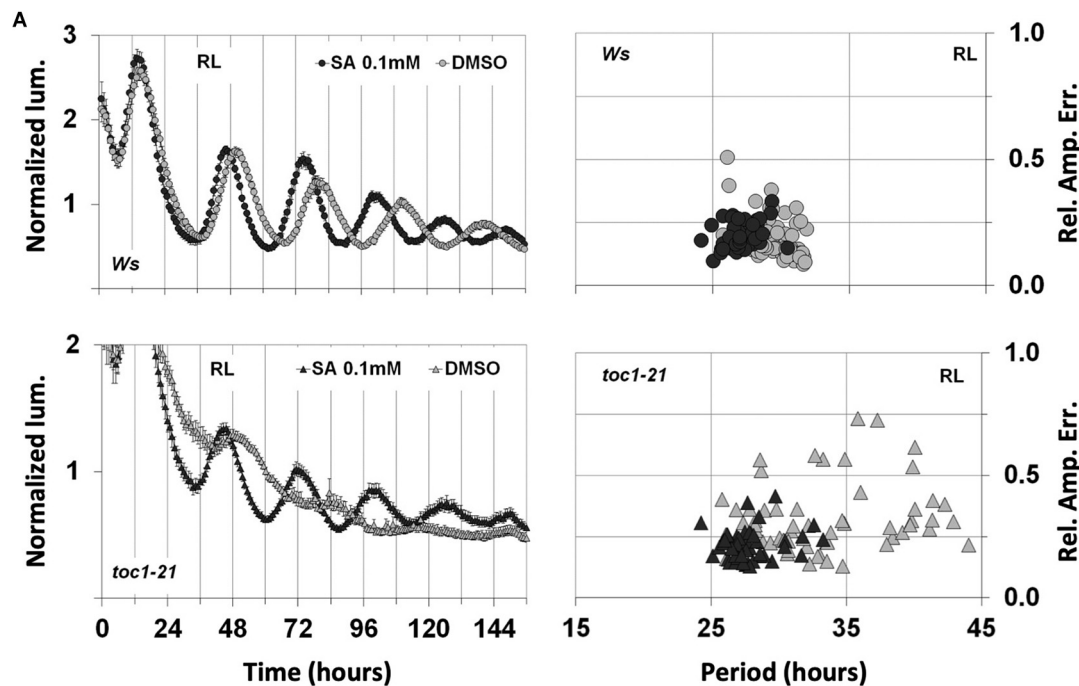 A
3
2
1
Normalized lum.
RL
SA 0.1mM
DMSO
Ws
Ws
RL
1.0
0.5
0.0
Rel. Amp. Err.
2
1
Normalized lum.
RL
SA 0.1mM
DMSO
toc1-21
0 24 48 72 96 120 144
Time (hours)
toc1-21
RL
1.0
0.5
0.0
Rel. Amp. Err.
15 25 35 45
Period (hours)